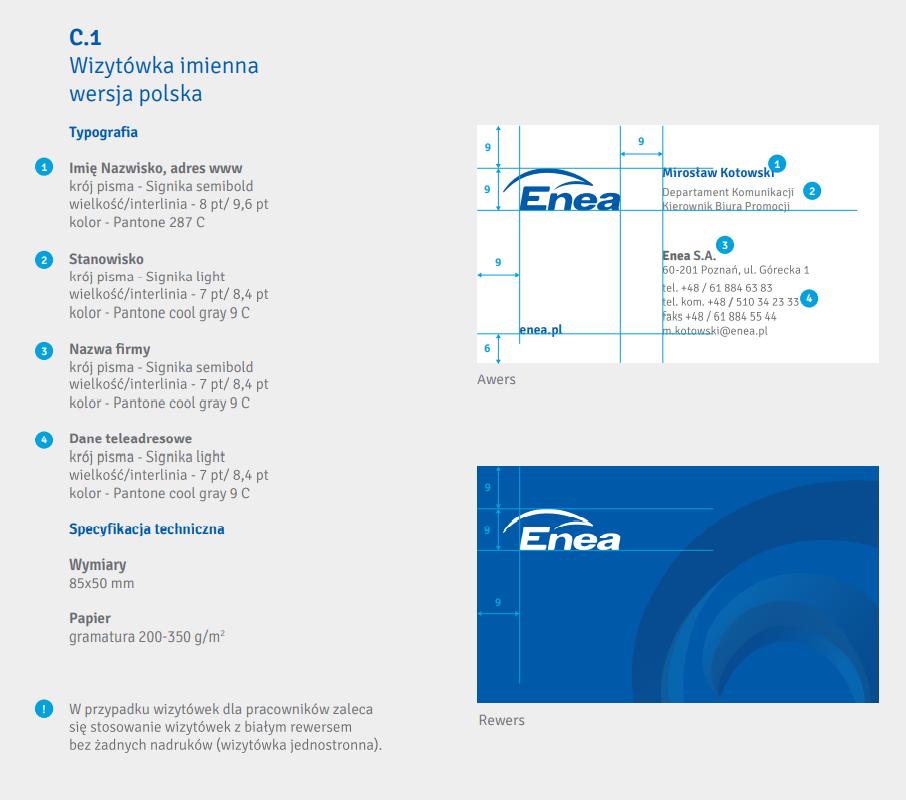 C.1
Wizytówka imienna
wersja polska
Typografia
1
Imię Nazwisko, adres www
krój pisma - Signika semibold
wielkość/interlinia - 8 pt/ 9,6 pt
kolor - Pantone 287 C
2
Stanowisko
krój pisma - Signika light
wielkość/interlinia - 7 pt/ 8,4 pt
kolor - Pantone cool gray 9 C
3
Nazwa firmy
krój pisma - Signika semibold
wielkość/interlinia - 7 pt/ 8,4 pt
kolor - Pantone cool gray 9 C
4
Dane teleadresowe
krój pisma - Signika light
wielkość/interlinia - 7 pt/ 8,4 pt
kolor - Pantone cool gray 9 C
Specyfikacja techniczna
Wymiary
85x50 mm
Papier
gramatura 200-350 g/m²
!
W przypadku wizytówek dla pracowników zaleca
się stosowanie wizytówek z białym rewersem
bez żadnych nadruków (wizytówka jednostronna).
9
9
1
Mirosław Kotowski
9
Enea
Departament Komunikacji
2
Kierownik Biura Promocji
3
Enea S.A.
9
60-201 Poznań, ul. Górecka 1
tel. +48 / 61 884 63 83
tel. kom. +48 / 510 34 23 33
4
faks +48 / 61 884 55 44
enea.pl
m.kotowski@enea.pl
6
Awers
9
9
Enea
9
Rewers